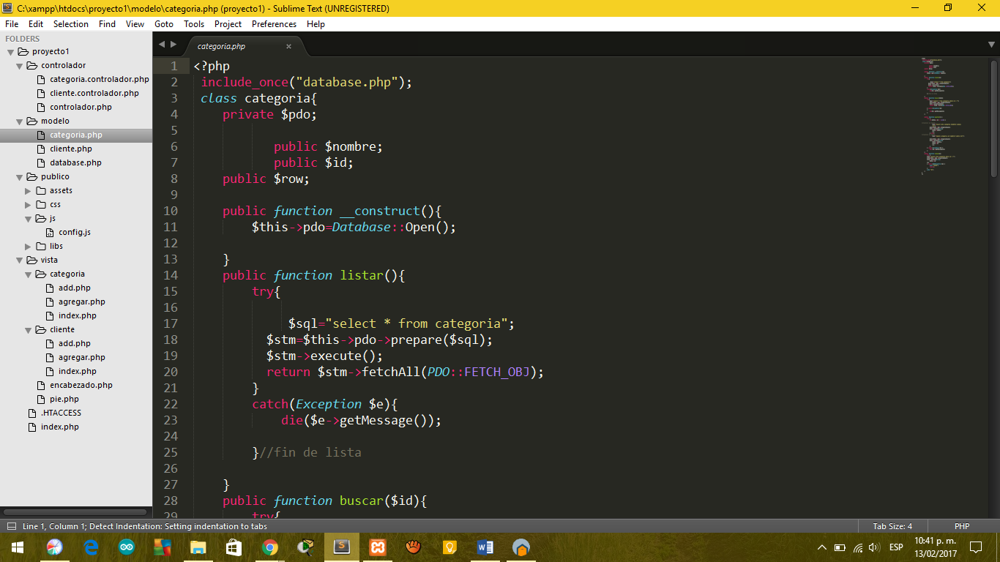 C:\xampp\htdocs\proyecto1\modelo\categoria.php (proyecto1) - Sublime Text (UNREGISTERED)
File Edit Selection Find View Goto Tools Project Preferences Help
FOLDERS
proyecto1
controlador
categoria.controlador.php
cliente.controlador.php
controlador.php
modelo
categoria.php
cliente.php
database.php
publico
assets
css
js
config.js
libs
vista
categoria
add.php
agregar.php
index.php
cliente
add.php
agregar.php
index.php
encabezado.php
pie.php
.HTACCESS
index.php
categoria.php
1 <?php
2 include_once("database.php");
3 class categoria{
4 private $pdo;
5
6 public $nombre;
7 public $id;
8 public $row;
9
10 public function __construct(){
11 $this->pdo=Database::Open();
12
13 }
14 public function listar(){
15 try{
16
17 $sql="select * from categoria";
18 $stm=$this->pdo->prepare($sql);
19 $stm->execute();
20 return $stm->fetchAll(PDO::FETCH_OBJ);
21 }
22 catch(Exception $e){
23 die($e->getMessage());
24
25 }//fin de lista
26
27 }
28 public function buscar($id){
29 try{
Line 1, Column 1; Detect Indentation: Setting indentation to tabs
Tab Size: 4
PHP
ESP
10:41 p. m.
13/02/2017